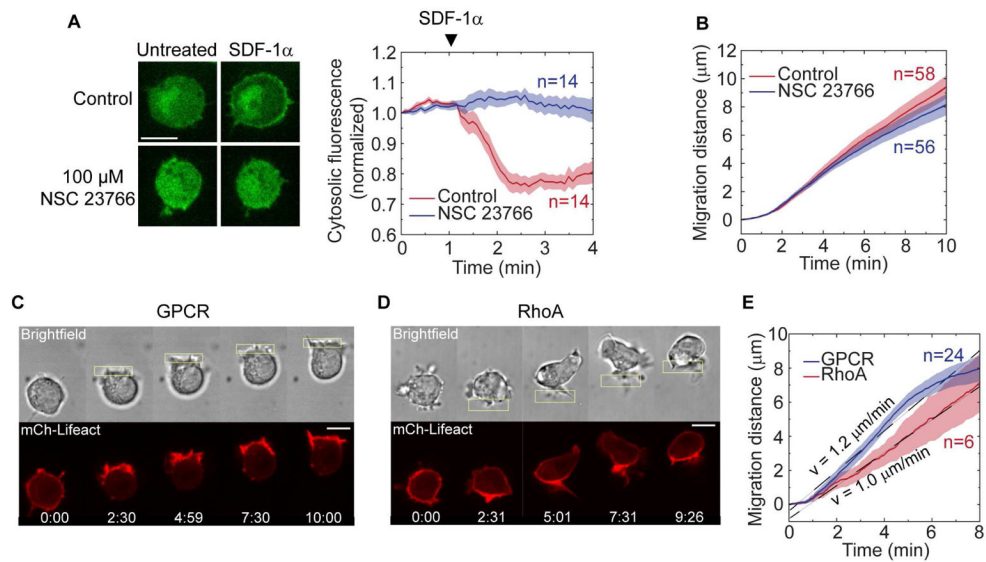 A
Untreated SDF-1α
Control
100 μM
NSC 23766
SDF-1α
Cytosolic fluorescence
(normalized)
1.2
1.1
1.0
0.9
0.8
0.7
0.6
n=14
Control
NSC 23766
n=14
0 1 2 3 4
Time (min)
B
Migration distance (μm)
12
10
8
6
4
2
0
Control
NSC 23766
n=58
n=56
0 2 4 6 8 10
Time (min)
C
GPCR
Brightfield
mCh-Lifeact
0:00 2:30 4:59 7:30 10:00
D
RhoA
Brightfield
mCh-Lifeact
0:00 2:31 5:01 7:31 9:26
E
Migration distance (μm)
10
8
6
4
2
0
GPCR
RhoA
n=24
v = 1.2 μm/min
v = 1.0 μm/min
n=6
0 2 4 6 8
Time (min)